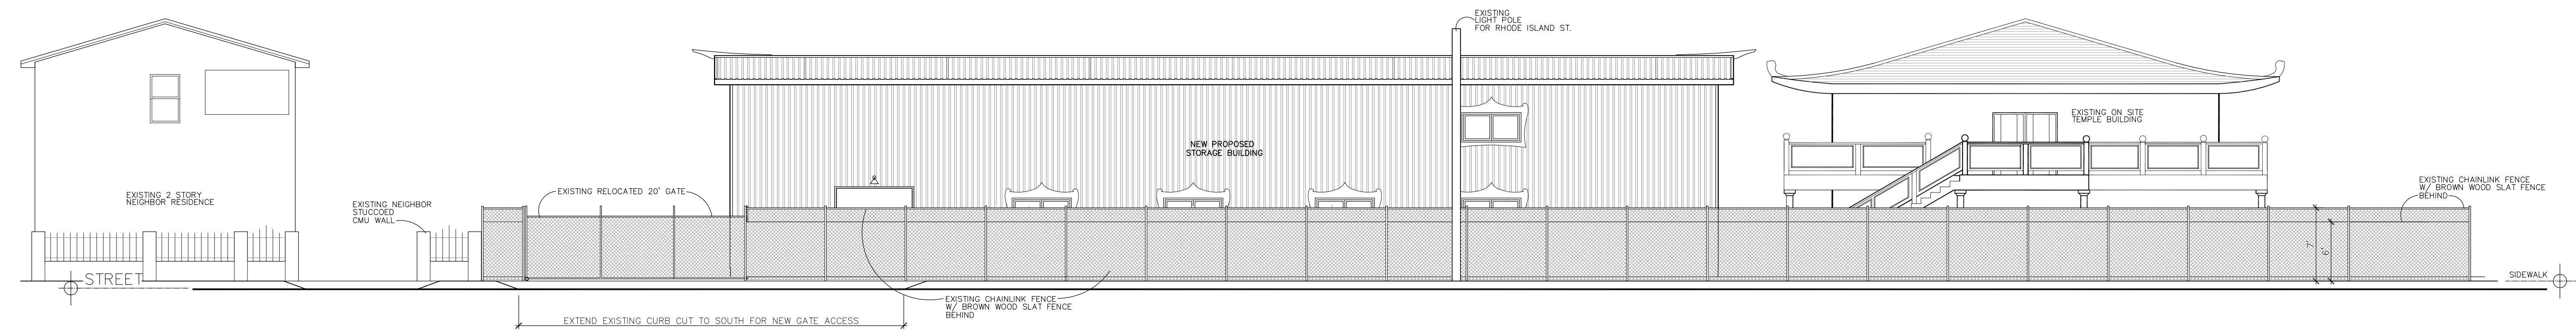 EXISTING
LIGHT POLE
FOR RHODE ISLAND ST.
EXISTING ON SITE
TEMPLE BUILDING
NEW PROPOSED
STORAGE BUILDING
EXISTING 2 STORY
NEIGHBOR RESIDENCE
EXISTING RELOCATED 20' GATE
EXISTING NEIGHBOR
STUCCOED
CMU WALL
EXISTING CHAINLINK FENCE
W/ BROWN WOOD SLAT FENCE
BEHIND
7'
6'
STREET
SIDEWALK
EXISTING CHAINLINK FENCE
W/ BROWN WOOD SLAT FENCE
BEHIND
EXTEND EXISTING CURB CUT TO SOUTH FOR NEW GATE ACCESS